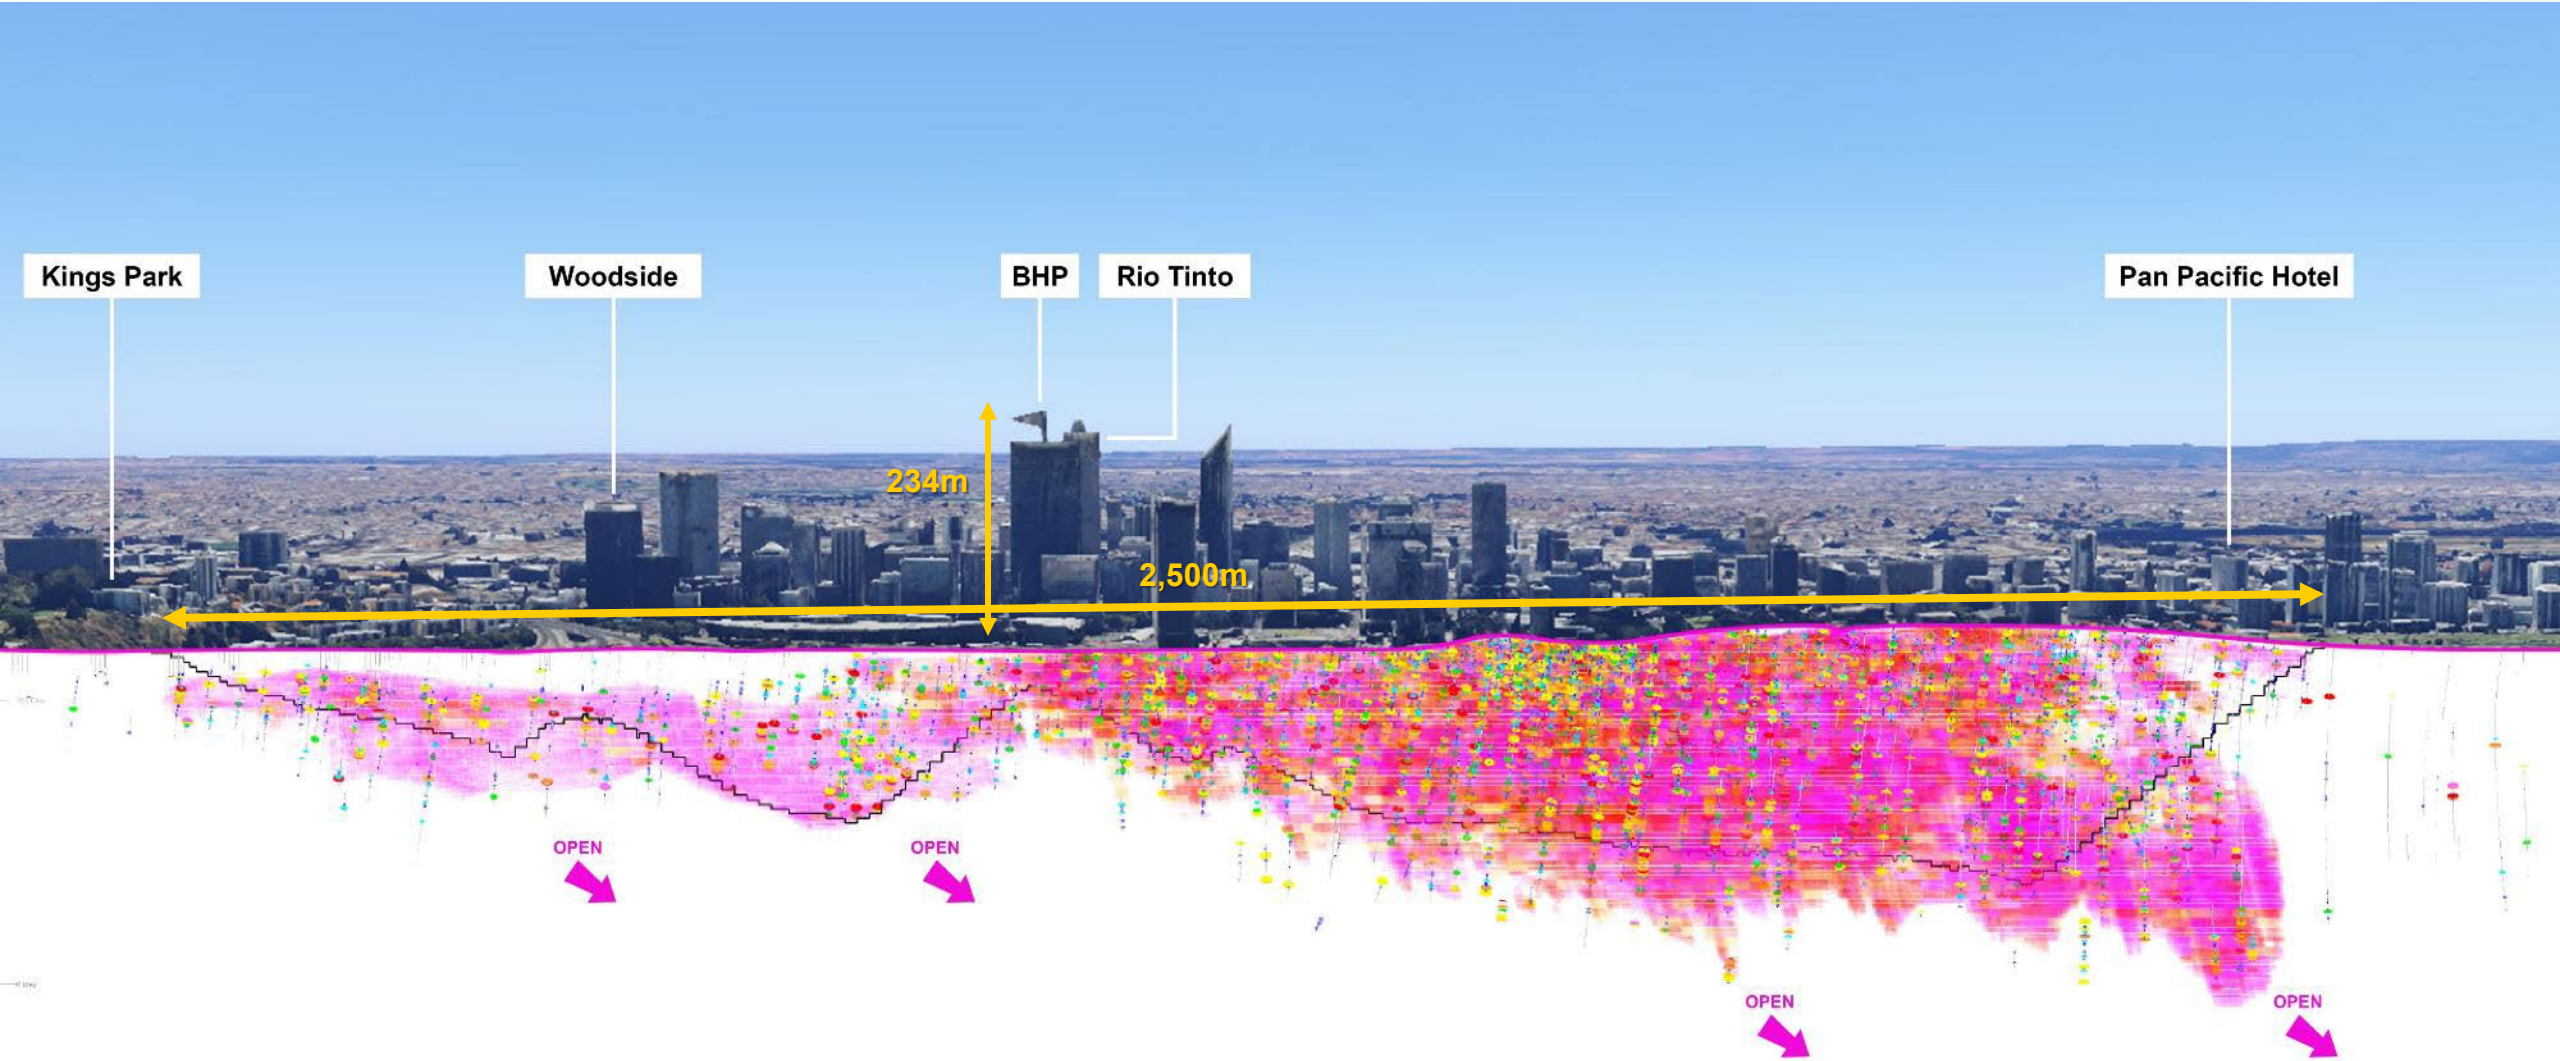 Kings Park
Woodside
BHP
Rio Tinto
Pan Pacific Hotel
234m
2,500m
OPEN
OPEN
OPEN
OPEN